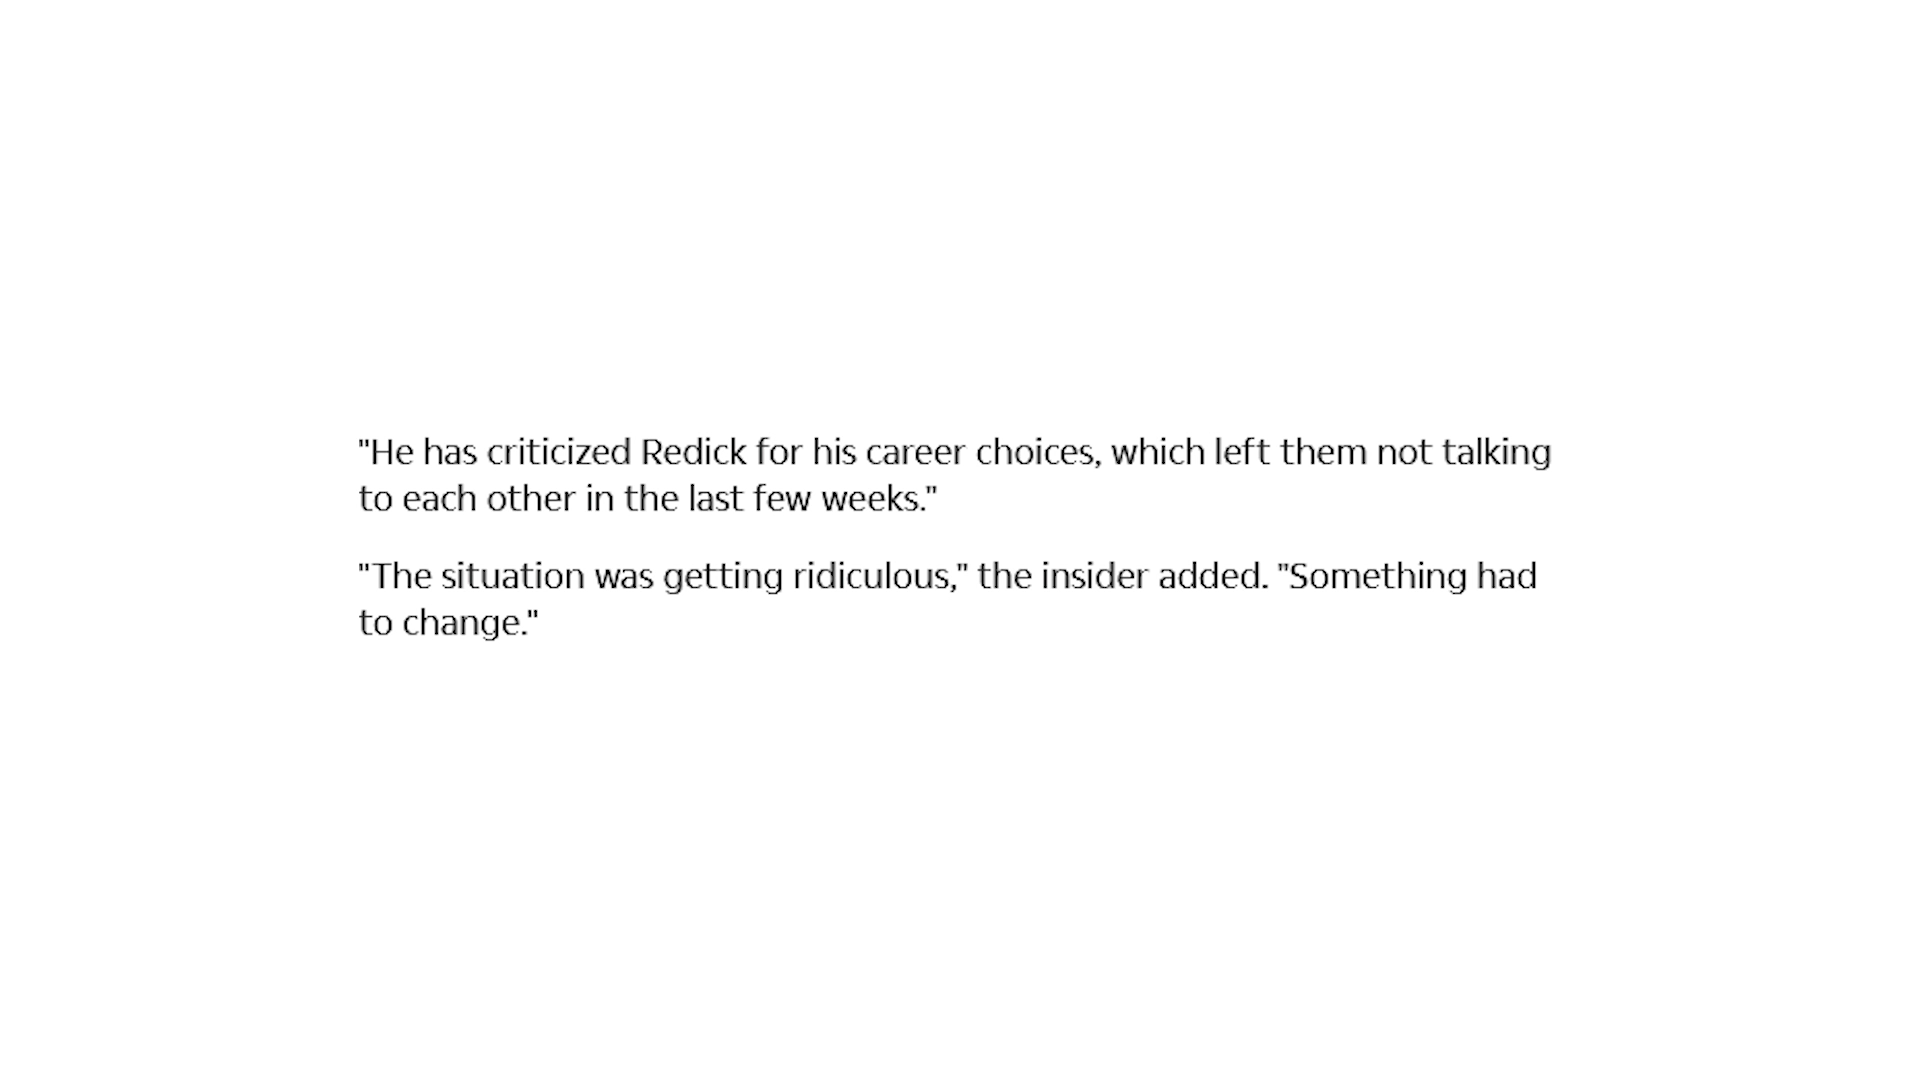 "He has criticized Redick for his career choices, which left them not talking
to each other in the last few weeks."
"The situation was getting ridiculous," the insider added. "Something had
to change."